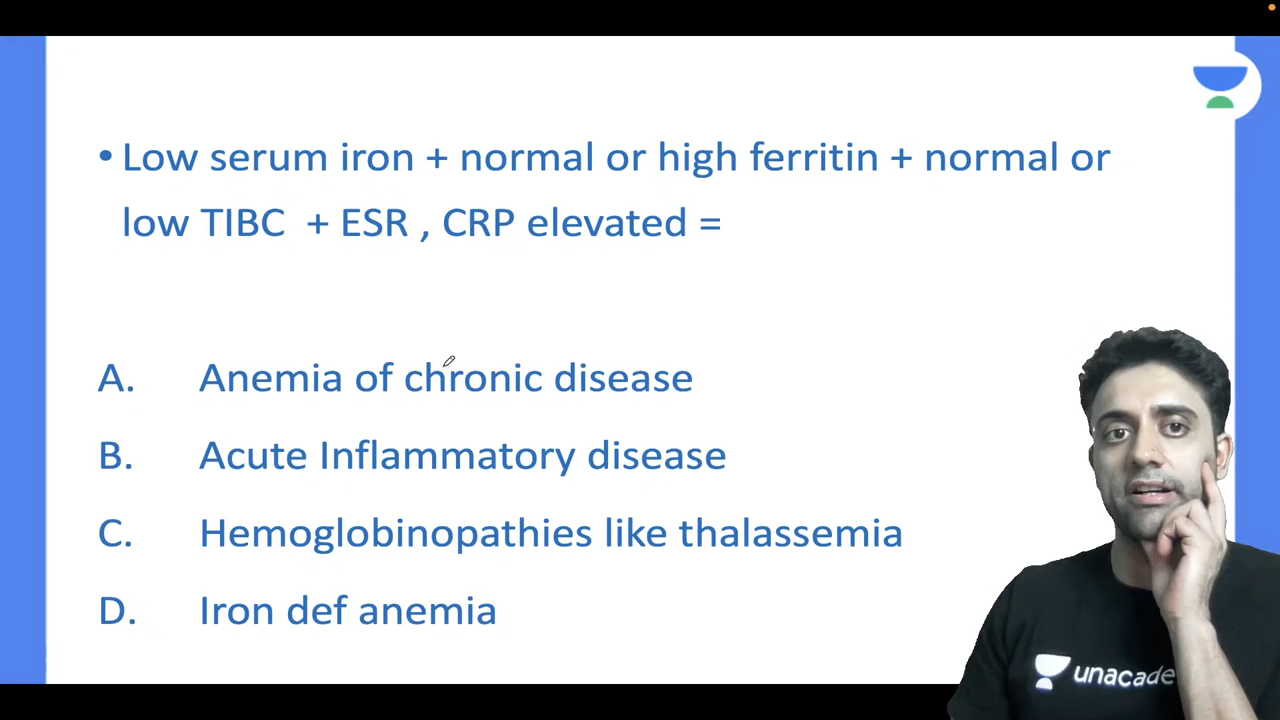 • Low serum iron + normal or high ferritin + normal or
low TIBC + ESR , CRP elevated =
A. Anemia of chronic disease
B. Acute Inflammatory disease
C. Hemoglobinopathies like thalassemia
D. Iron def anemia
unacade